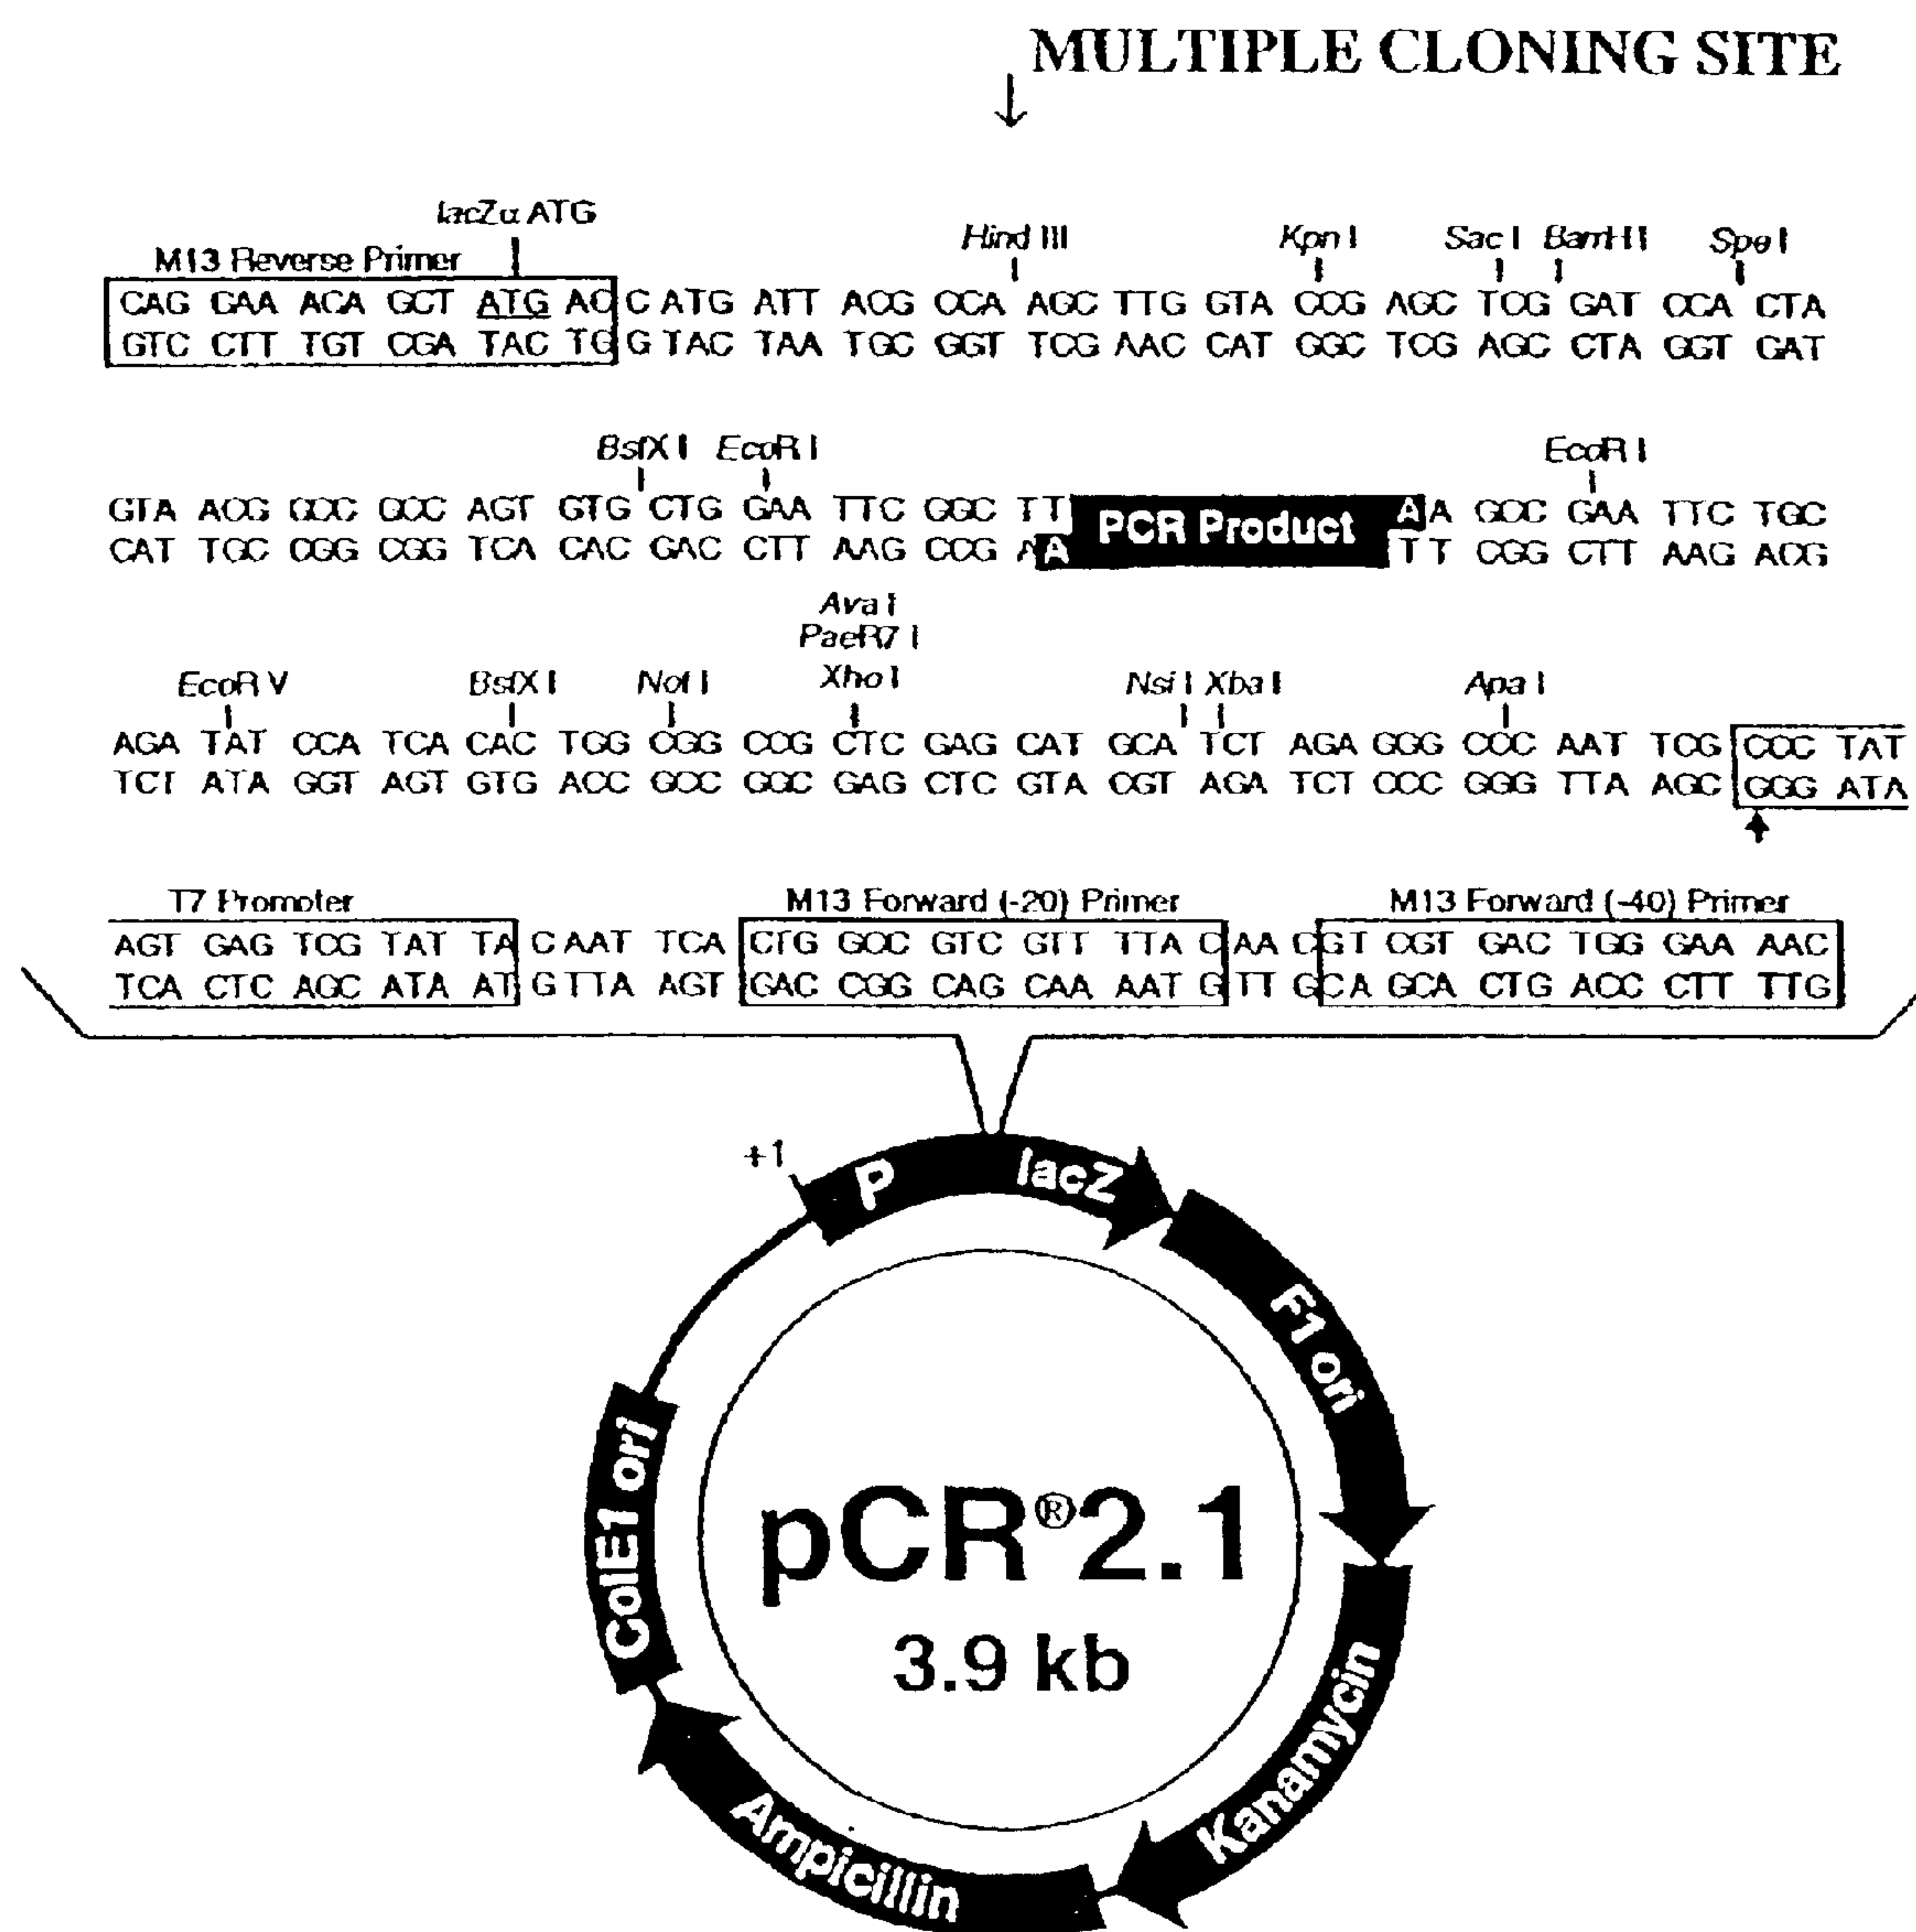 MULTIPLE CLONING SITE
lacZα ATG
M13 Reverse Primer
Hind III Kpn I Sac I BamH I Spe I
CAG GAA ACA GCT ATG AC C ATG ATT ACG CCA AGC TTG GTA CCG AGC TCG GAT CCA CTA
GTC CTT TGT CGA TAC TG G TAC TAA TGC GGT TCG AAC CAT GGC TCG AGC CTA GGT GAT
BstX I EcoR I EcoR I
GTA ACG GCC GCC AGT GTG CTG GAA TTC GGC TT PCR Product A A GCC GAA TTC TGC
CAT TGC CGG CGG TCA CAC GAC CTT AAG CCG A A TT CGG CTT AAG ACG
Ava I
PaeR7 I
EcoR V BstX I Not I Xho I Nsi I Xba I Apa I
AGA TAT CCA TCA CAC TGG CGG CCG CTC GAG CAT GCA TCT AGA GGG CCC AAT TCG CCC TAT
TCT ATA GGT AGT GTG ACC GCC GGC GAG CTC GTA CGT AGA TCT CCC GGG TTA AGC GGG ATA
T7 Promoter M13 Forward (-20) Primer M13 Forward (-40) Primer
AGT GAG TCG TAT TA C AAT TCA CTG GCC GTC GTT TTA C AA C GT CGT GAC TGG GAA AAC
TCA CTC AGC ATA AT G TTA AGT GAC CGG CAG CAA AAT G TT G CA GCA CTG ACC CTT TTG
+1
P lacZ
F1 ori
ColE1 ori
pCR®2.1
3.9 kb
Kanamycin
Ampicillin